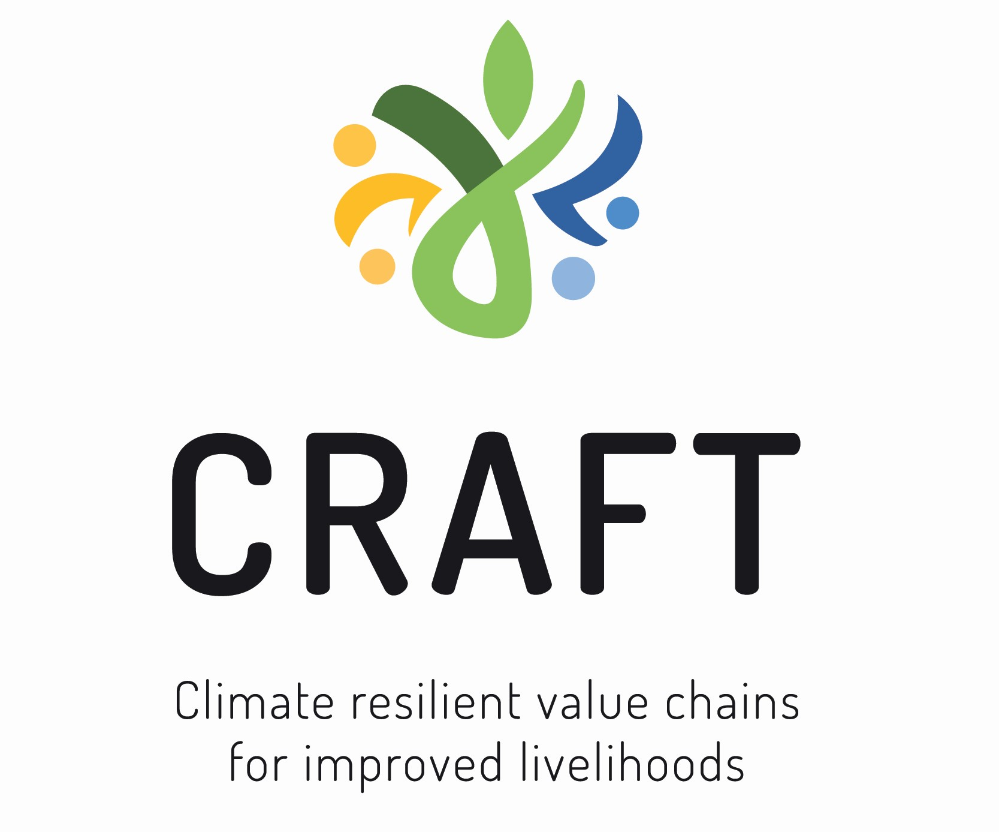 CRAFT
Climate resilient value chains
for improved livelihoods